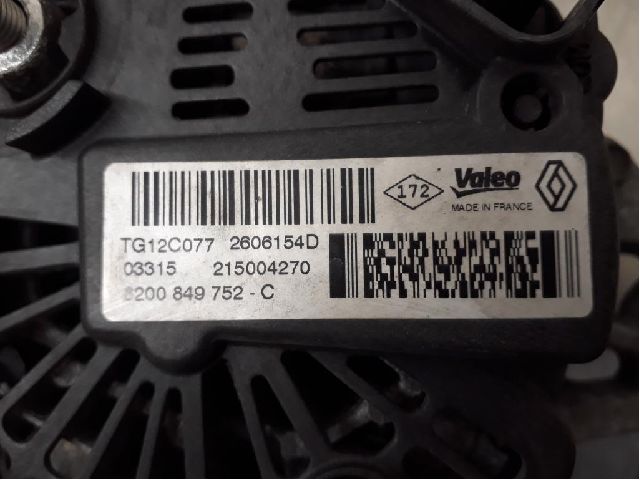 172 Valeo
MADE IN FRANCE
TG12C077 2606154D
03315 215004270
8200 849 752 - C